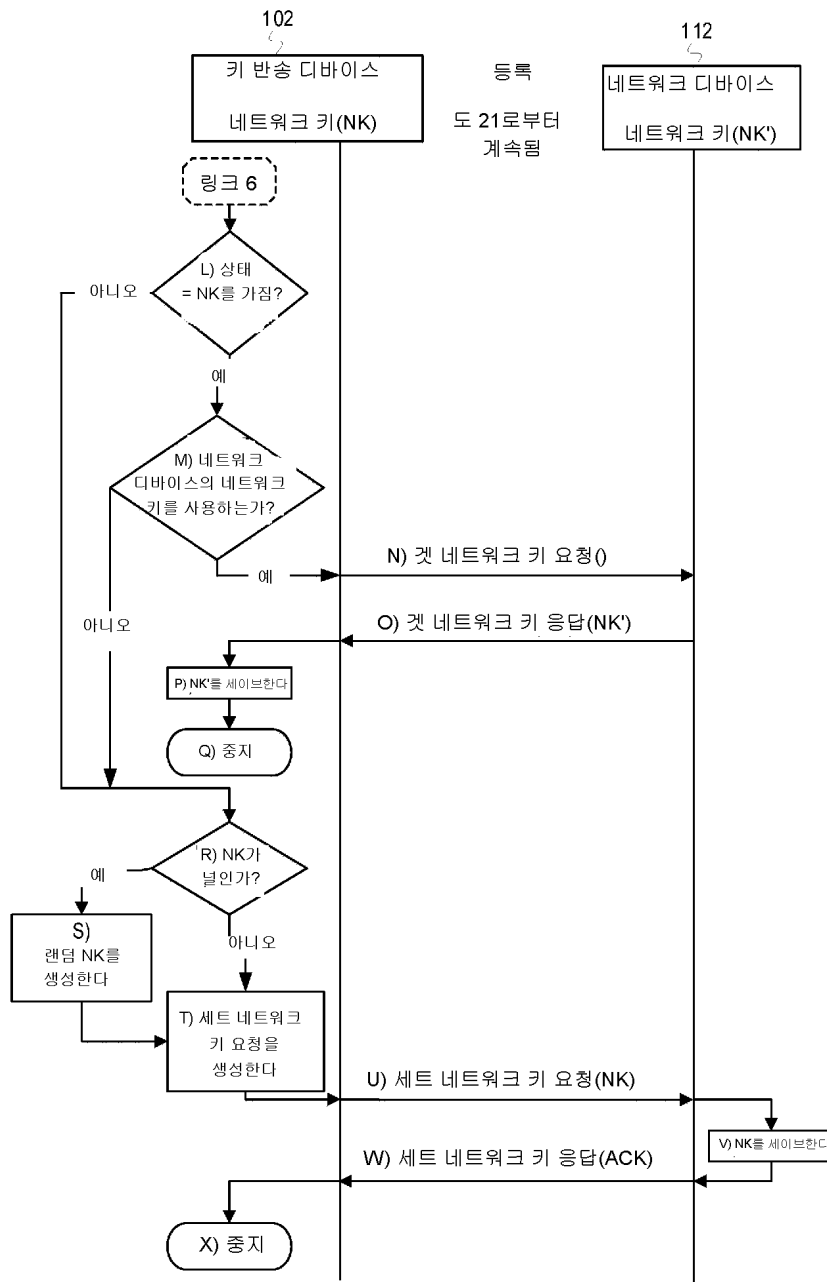 102
112
키 반송 디바이스
네트워크 키(NK)
등록
도 21로부터
계속됨
네트워크 디바이스
네트워크 키(NK')
링크 6
L) 상태
= NK를 가짐?
아니오
예
M) 네트워크
디바이스의 네트워크
키를 사용하는가?
예
N) 겟 네트워크 키 요청()
아니오
O) 겟 네트워크 키 응답(NK')
P) NK'를 세이브한다
Q) 중지
R) NK가
널인가?
예
아니오
S)
랜덤 NK를
생성한다
T) 세트 네트워크
키 요청을
생성한다
U) 세트 네트워크 키 요청(NK)
V) NK를 세이브한다
W) 세트 네트워크 키 응답(ACK)
X) 중지